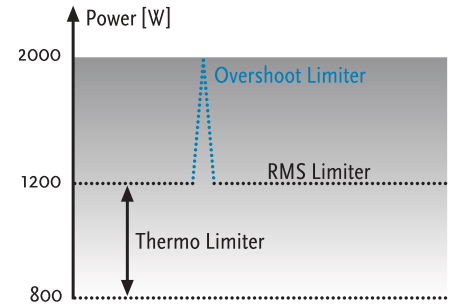 Power [W]
2000
Overshoot Limiter
RMS Limiter
1200
Thermo Limiter
800